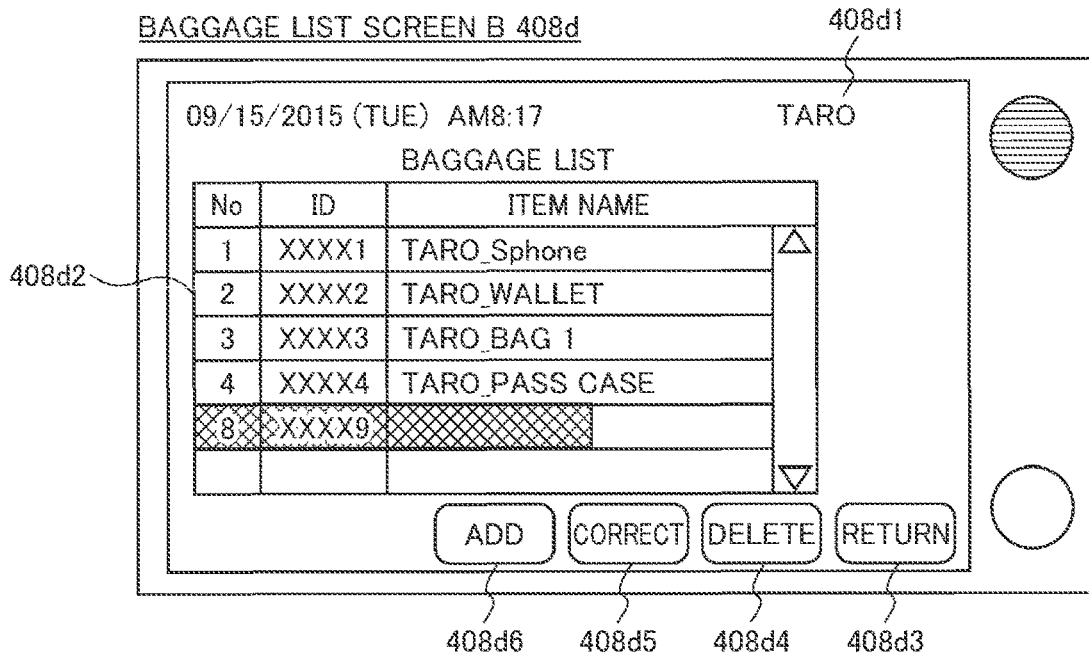 BAGGAGE LIST SCREEN B 408d
408d1
09/15/2015 (TUE) AM8:17 TARO
BAGGAGE LIST
No ID ITEM NAME
1 XXXX1 TARO_Sphone
408d2
2 XXXX2 TARO_WALLET
3 XXXX3 TARO_BAG 1
4 XXXX4 TARO_PASS CASE
8 XXXX9
ADD CORRECT DELETE RETURN
408d6 408d5 408d4 408d3